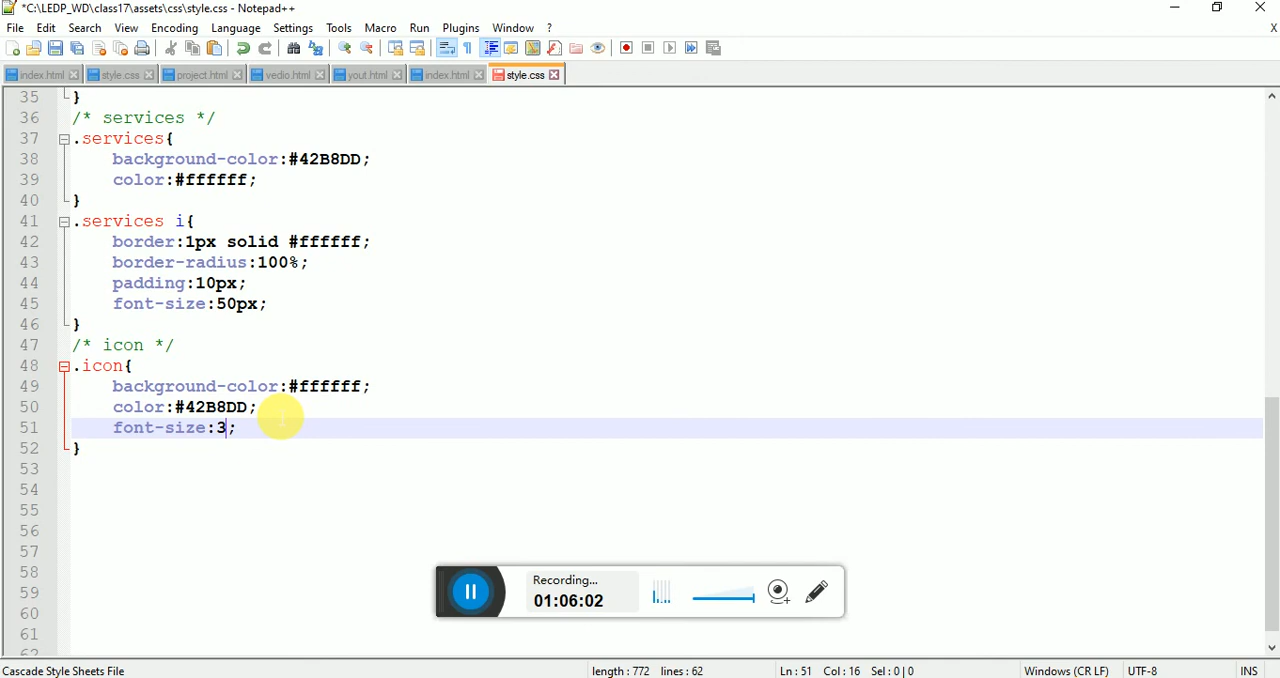 *C:\LEDP_WD\class17\assets\css\style.css - Notepad++
File Edit Search View Encoding Language Settings Tools Macro Run Plugins Window ? X
index.html style.css project.html vedio.html yout.html index.html style.css
35 }
36 /* services */
37 .services{
38 background-color:#42B8DD;
39 color:#ffffff;
40 }
41 .services i{
42 border:1px solid #ffffff;
43 border-radius:100%;
44 padding:10px;
45 font-size:50px;
46 }
47 /* icon */
48 .icon{
49 background-color:#ffffff;
50 color:#42B8DD;
51 font-size:3;
52 }
53
54
55
56
57
58
59
60
61
62
Recording...
01:06:02
Cascade Style Sheets File length : 772 lines : 62 Ln : 51 Col : 16 Sel : 0 | 0 Windows (CR LF) UTF-8 INS